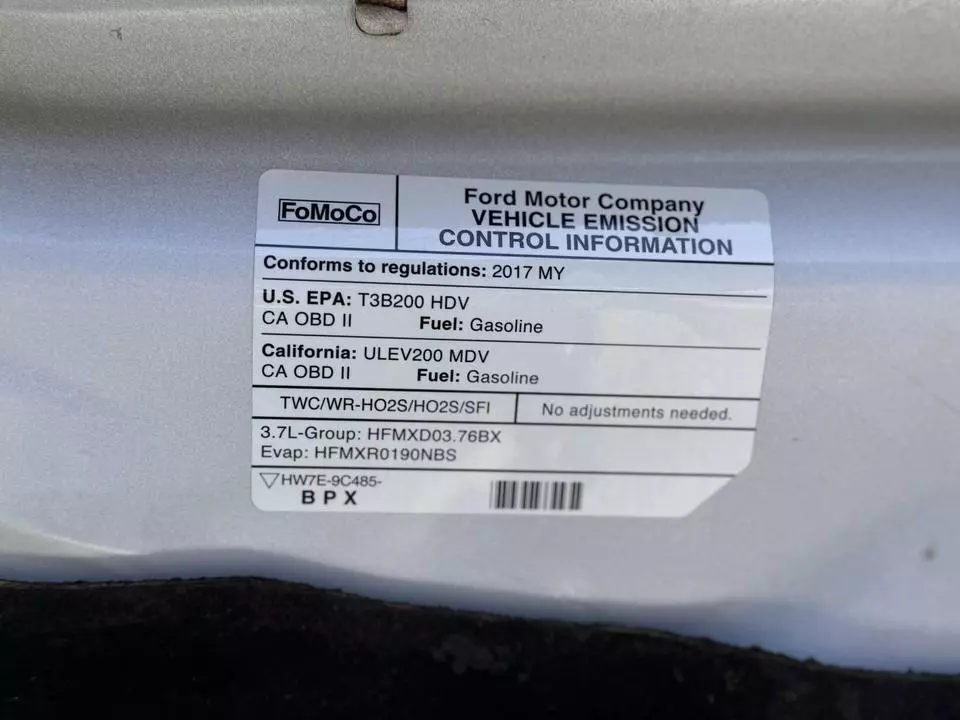 FoMoCo
Ford Motor Company
VEHICLE EMISSION
CONTROL INFORMATION
Conforms to regulations: 2017 MY
U.S. EPA: T3B200 HDV
CA OBD II Fuel: Gasoline
California: ULEV200 MDV
CA OBD II Fuel: Gasoline
TWC/WR-HO2S/HO2S/SFI
No adjustments needed.
3.7L-Group: HFMXD03.76BX
Evap: HFMXR0190NBS
HW7E-9C485-
B P X